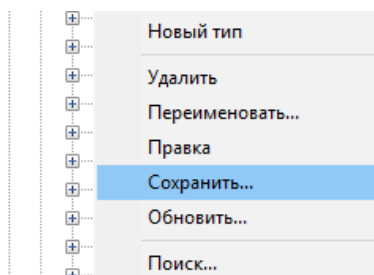 Новый тип
Удалить
Переименовать...
Правка
Сохранить...
Обновить...
Поиск...